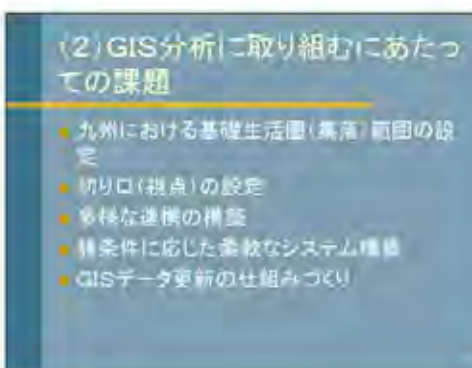 (2)GIS分析に取り組むにあたっ
ての課題
九州における基礎生活圏(集落)範囲の設
定
切り口(視点)の設定
多様な連携の構築
諸条件に応じた柔軟なシステム構築
GISデータ更新の仕組みづくり